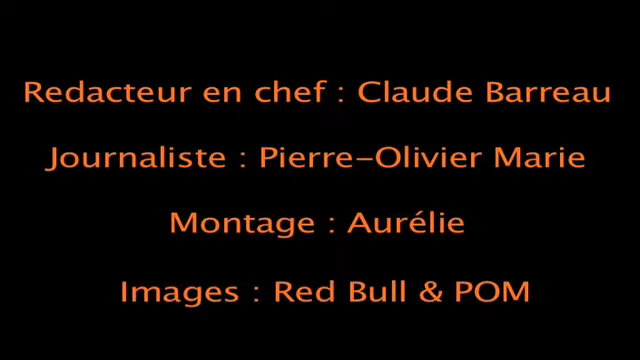 Redacteur en chef : Claude Barreau
Journaliste : Pierre-Olivier Marie
Montage : Aurélie
Images : Red Bull & POM